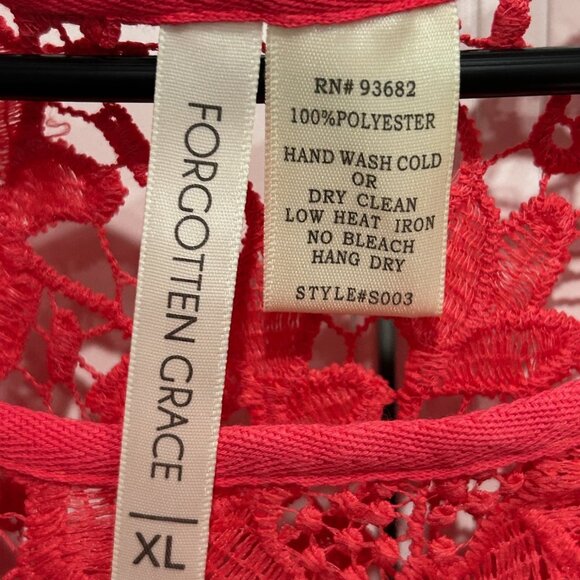 FORGOTTEN GRACE | XL
RN# 93682
100%POLYESTER
HAND WASH COLD
OR
DRY CLEAN
LOW HEAT IRON
NO BLEACH
HANG DRY
STYLE#S003